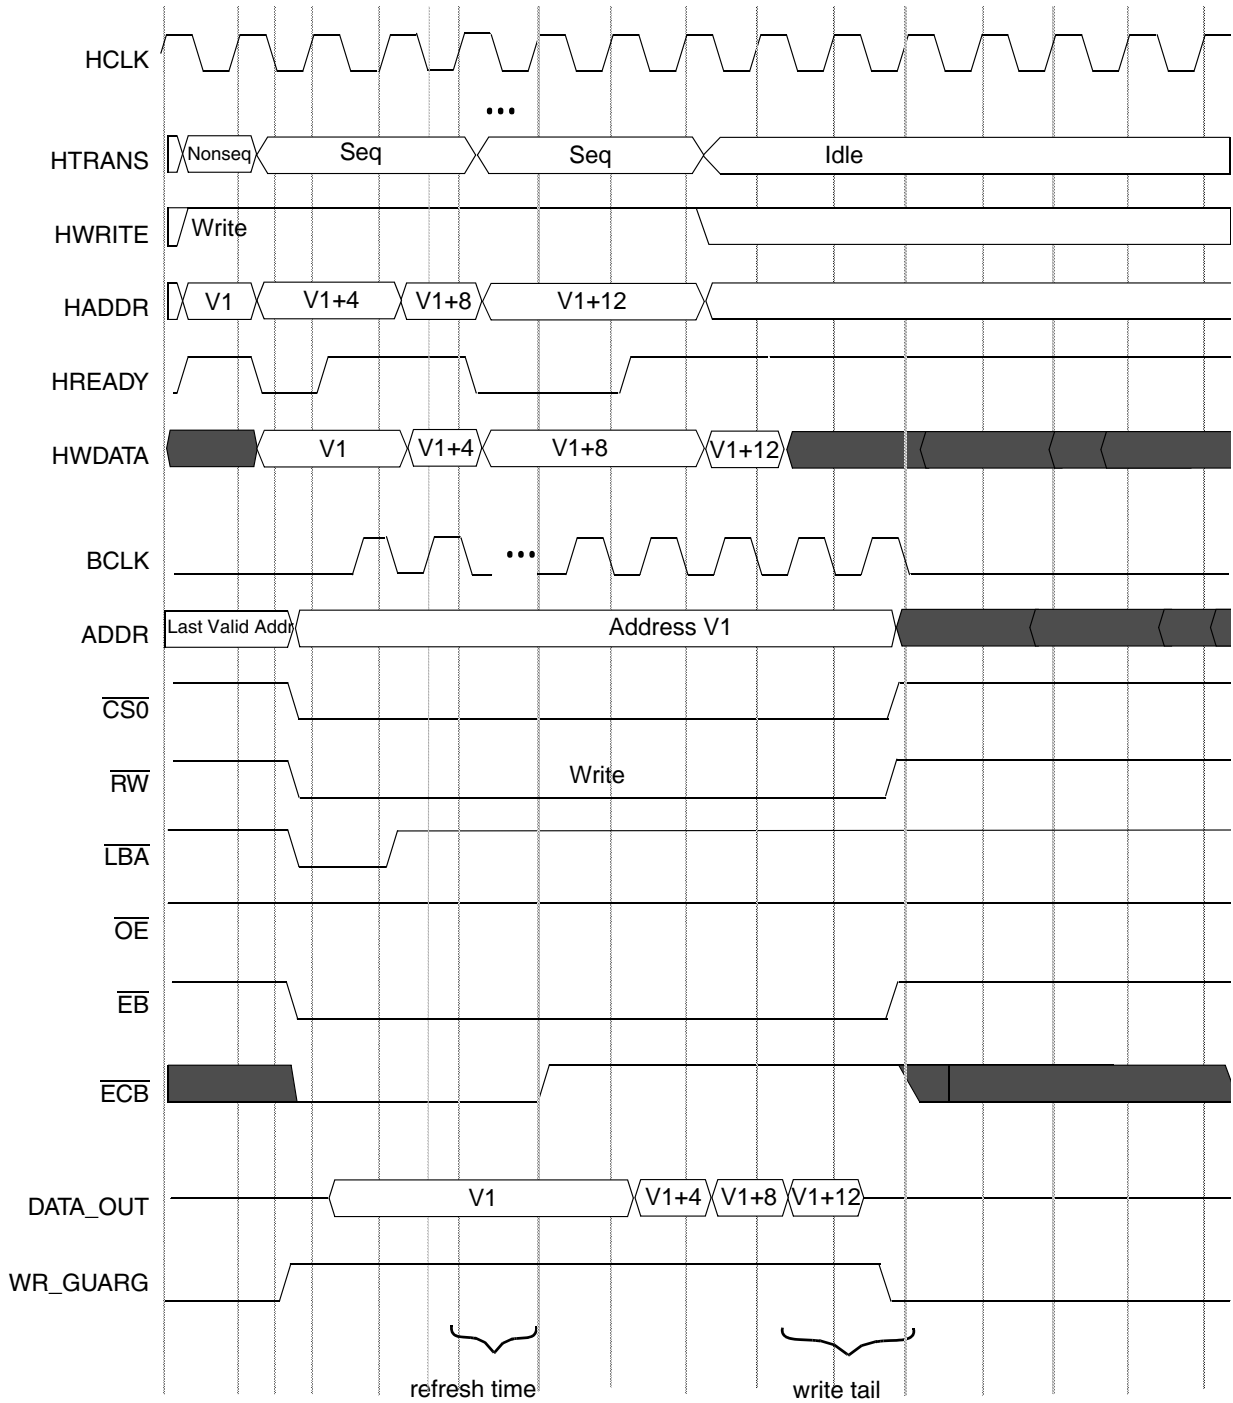 HCLK
...
HTRANS Nonseq Seq Seq Idle
HWRITE Write
HADDR V1 V1+4 V1+8 V1+12
HREADY
HWDATA V1 V1+4 V1+8 V1+12
BCLK ...
ADDR Last Valid Addr Address V1
CS0
RW Write
LBA
OE
EB
ECB
DATA_OUT V1 V1+4 V1+8 V1+12
WR_GUARG
refresh time write tail